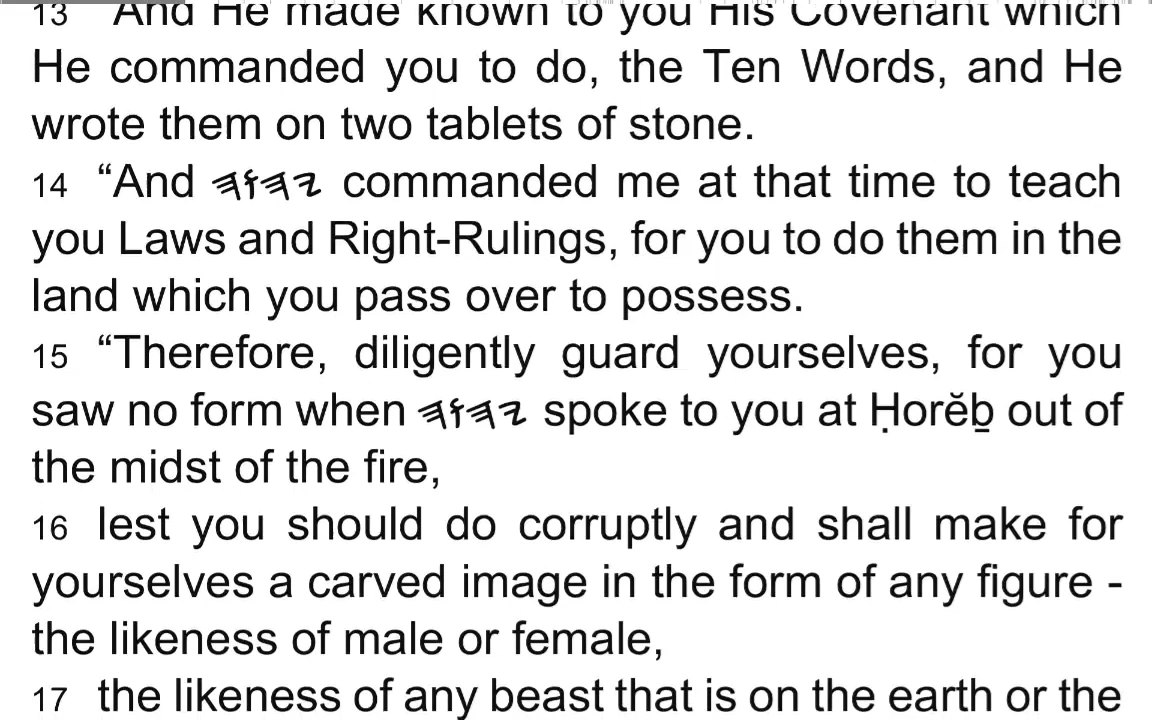 13 “And He made known to you His Covenant which
He commanded you to do, the Ten Words, and He
wrote them on two tablets of stone.
14 “And 𐤉𐤄𐤅𐤄 commanded me at that time to teach
you Laws and Right-Rulings, for you to do them in the
land which you pass over to possess.
15 “Therefore, diligently guard yourselves, for you
saw no form when 𐤉𐤄𐤅𐤄 spoke to you at Ḥorĕḇ out of
the midst of the fire,
16 lest you should do corruptly and shall make for
yourselves a carved image in the form of any figure -
the likeness of male or female,
17 the likeness of any beast that is on the earth or the